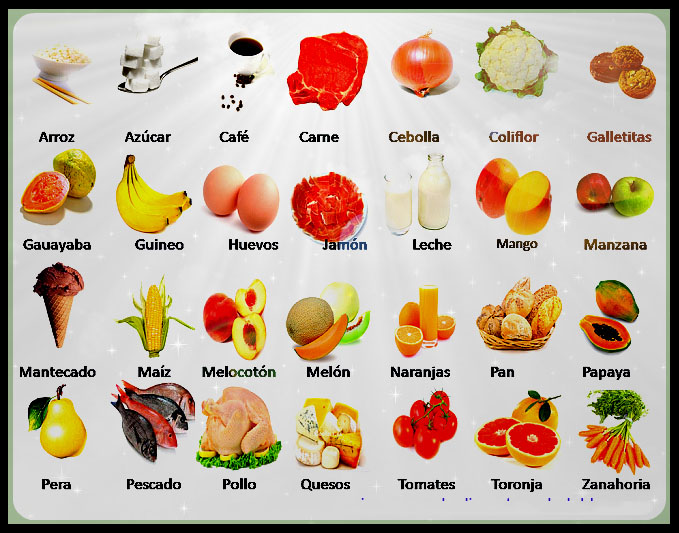 Arroz Azúcar Café Carne Cebolla Coliflor Galletitas
Gauayaba Guineo Huevos Jamón Leche Mango Manzana
Mantecado Maíz Melocotón Melón Naranjas Pan Papaya
Pera Pescado Pollo Quesos Tomates Toronja Zanahoria